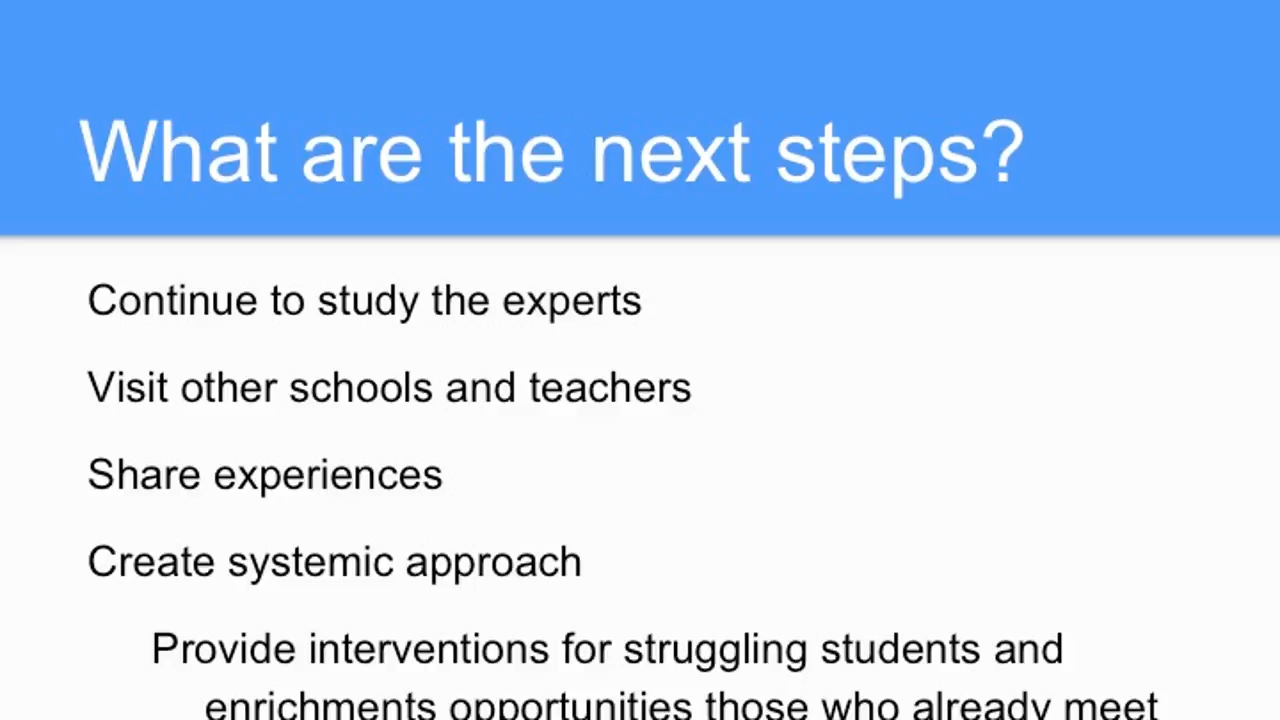 What are the next steps?
Continue to study the experts
Visit other schools and teachers
Share experiences
Create systemic approach
Provide interventions for struggling students and
enrichments opportunities those who already meet